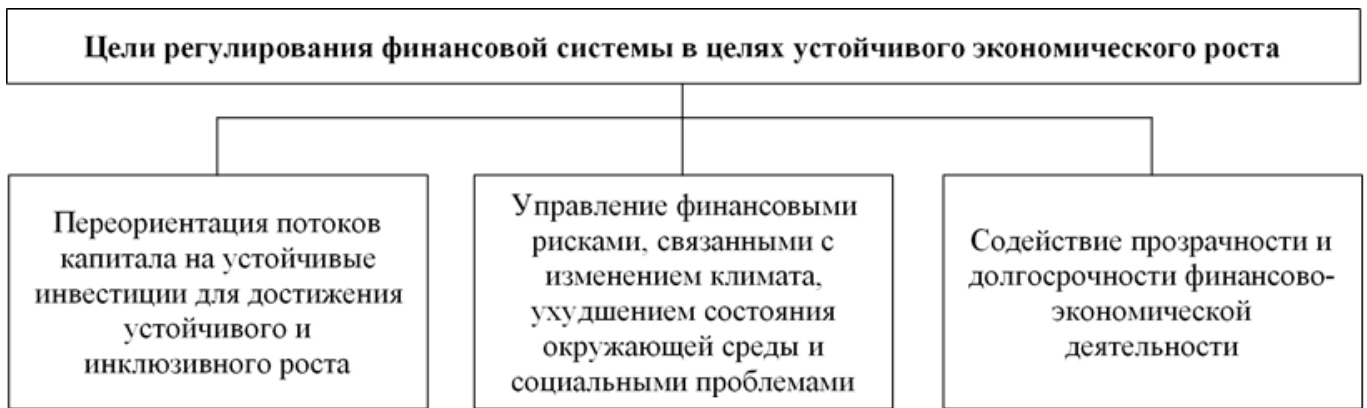 Цели регулирования финансовой системы в целях устойчивого экономического роста
Переориентация потоков
капитала на устойчивые
инвестиции для достижения
устойчивого и
инклюзивного роста
Управление финансовыми
рисками, связанными с
изменением климата,
ухудшением состояния
окружающей среды и
социальными проблемами
Содействие прозрачности и
долгосрочности финансово-
экономической
деятельности